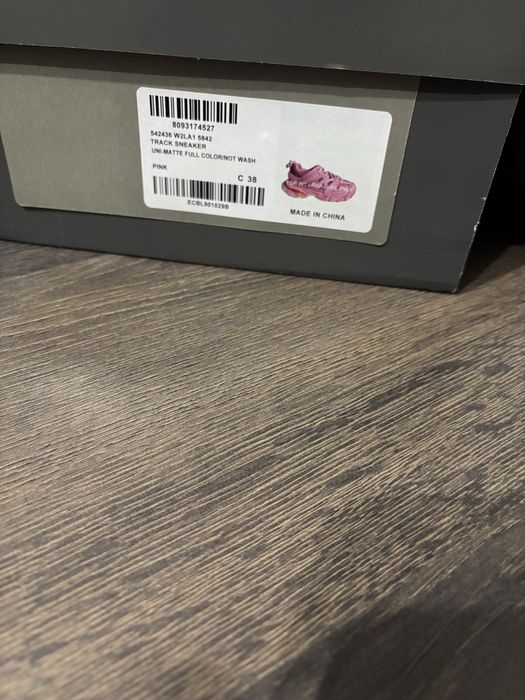 8093174527
542436 W2LA1 5842
TRACK SNEAKER
UNI-MATTE FULL COLOR/NOT WASH
PINK
C 38
ECBL901029B
MADE IN CHINA